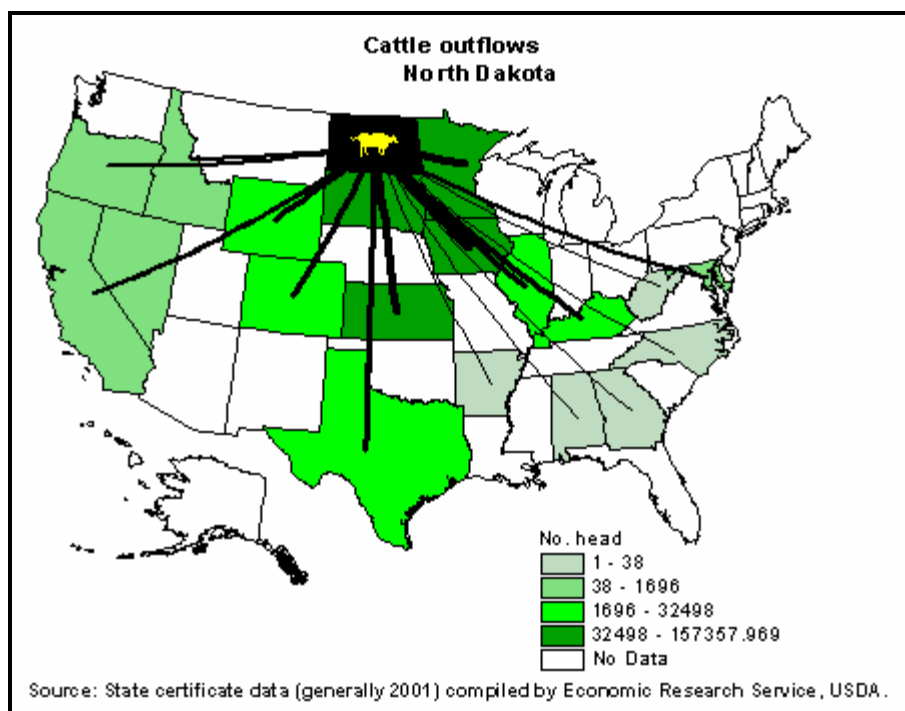 Cattle outflows
North Dakota
No. head
1 - 38
38 - 1696
1696 - 32498
32498 - 157357.969
No Data
Source: State certificate data (generally 2001) compiled by Economic Research Service, USDA.